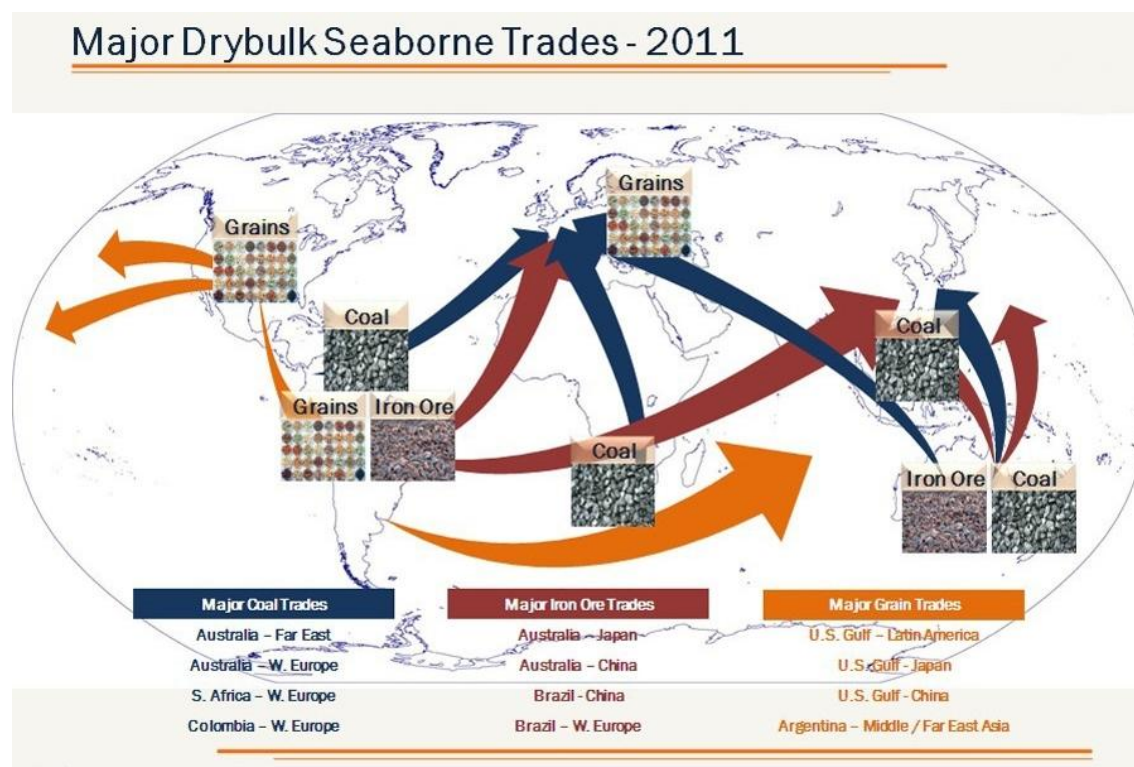 Major Drybulk Seaborne Trades - 2011
Grains
Grains
Coal
Coal
Grains
Iron Ore
Coal
Iron Ore
Coal
Major Coal Trades
Australia – Far East
Australia – W. Europe
S. Africa – W. Europe
Colombia – W. Europe
Major Iron Ore Trades
Australia – Japan
Australia – China
Brazil - China
Brazil – W. Europe
Major Grain Trades
U.S. Gulf – Latin America
U.S. Gulf - Japan
U.S. Gulf - China
Argentina – Middle / Far East Asia